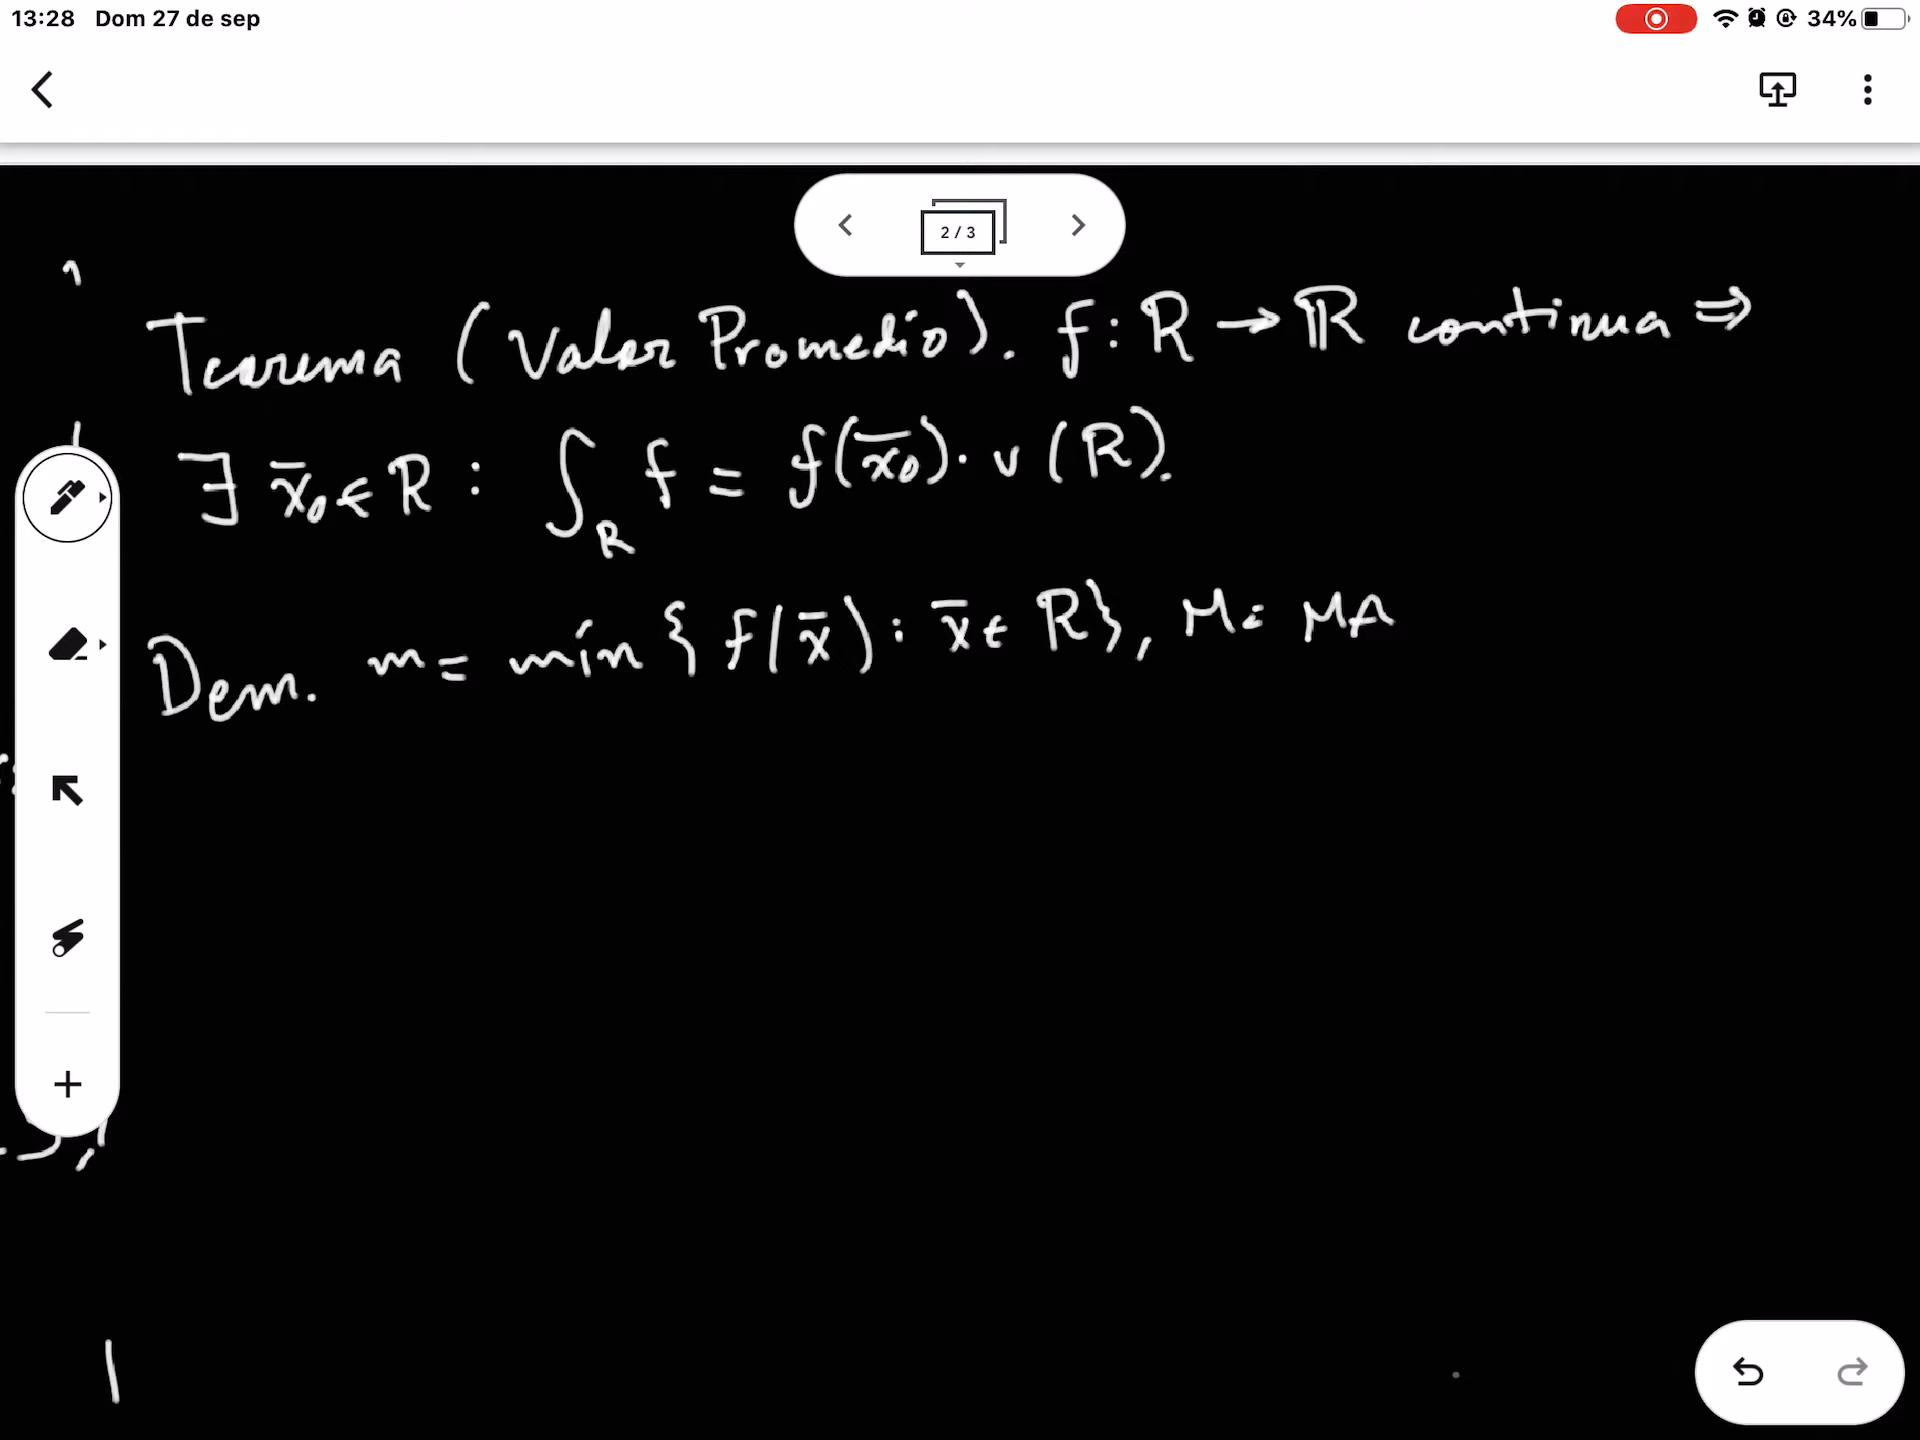 13:28 Dom 27 de sep 34%
2 / 3
Teorema (Valor Promedio). f: R → ℝ continua ⇒
∃ x̄₀ ∈ R : ∫_R f = f(x̄₀) · v(R).
Dem. m = mín { f(x̄) : x̄ ∈ R}, M = MA